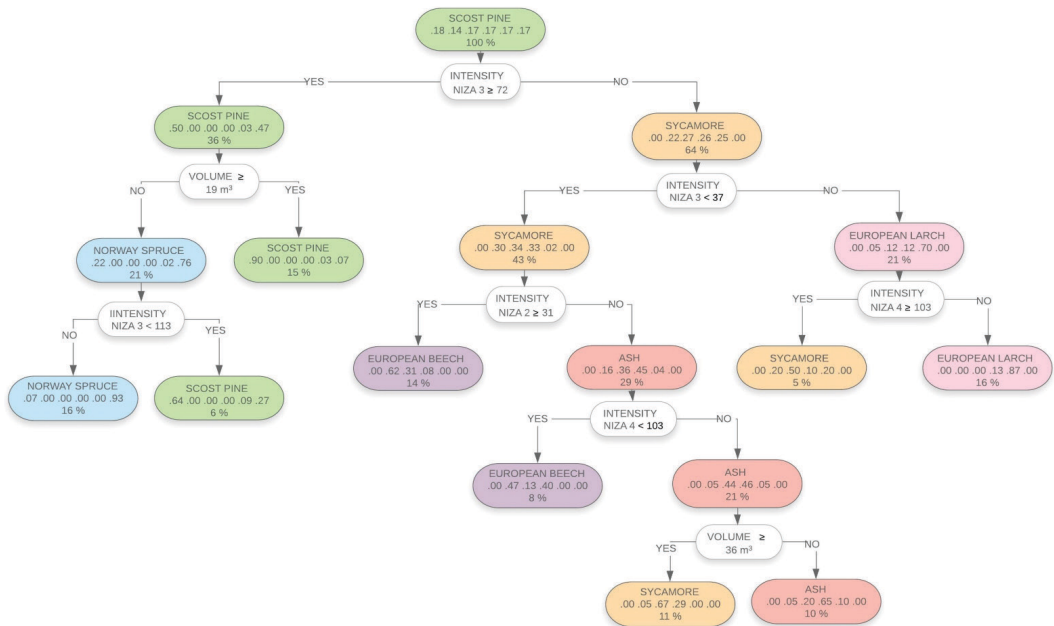 SCOST PINE
.18 .14 .17 .17 .17 .17
100 %
INTENSITY
NIZA 3 ≥ 72
YES
NO
SCOST PINE
.50 .00 .00 .00 .03 .47
36 %
SYCAMORE
.00 .22.27 .26 .25 .00
64 %
VOLUME ≥
19 m³
NO
YES
INTENSITY
NIZA 3 < 37
YES
NO
NORWAY SPRUCE
.22 .00 .00 .00 .02 .76
21 %
SCOST PINE
.90 .00 .00 .00 .03 .07
15 %
SYCAMORE
.00 .30 .34 .33 .02 .00
43 %
EUROPEAN LARCH
.00 .05 .12 .12 .70 .00
21 %
IINTENSITY
NIZA 3 < 113
NO
YES
INTENSITY
NIZA 2 ≥ 31
YES
NO
INTENSITY
NIZA 4 ≥ 103
YES
NO
NORWAY SPRUCE
.07 .00 .00 .00 .00 .93
16 %
SCOST PINE
.64 .00 .00 .00 .09 .27
6 %
EUROPEAN BEECH
.00 .62 .31 .08 .00 .00
14 %
ASH
.00 .16 .36 .45 .04 .00
29 %
SYCAMORE
.00 .20 .50 .10 .20 .00
5 %
EUROPEAN LARCH
.00 .00 .00 .13 .87 .00
16 %
INTENSITY
NIZA 4 < 103
YES
NO
EUROPEAN BEECH
.00 .47 .13 .40 .00 .00
8 %
ASH
.00 .05 .44 .46 .05 .00
21 %
VOLUME ≥
36 m³
YES
NO
SYCAMORE
.00 .05 .67 .29 .00 .00
11 %
ASH
.00 .05 .20 .65 .10 .00
10 %